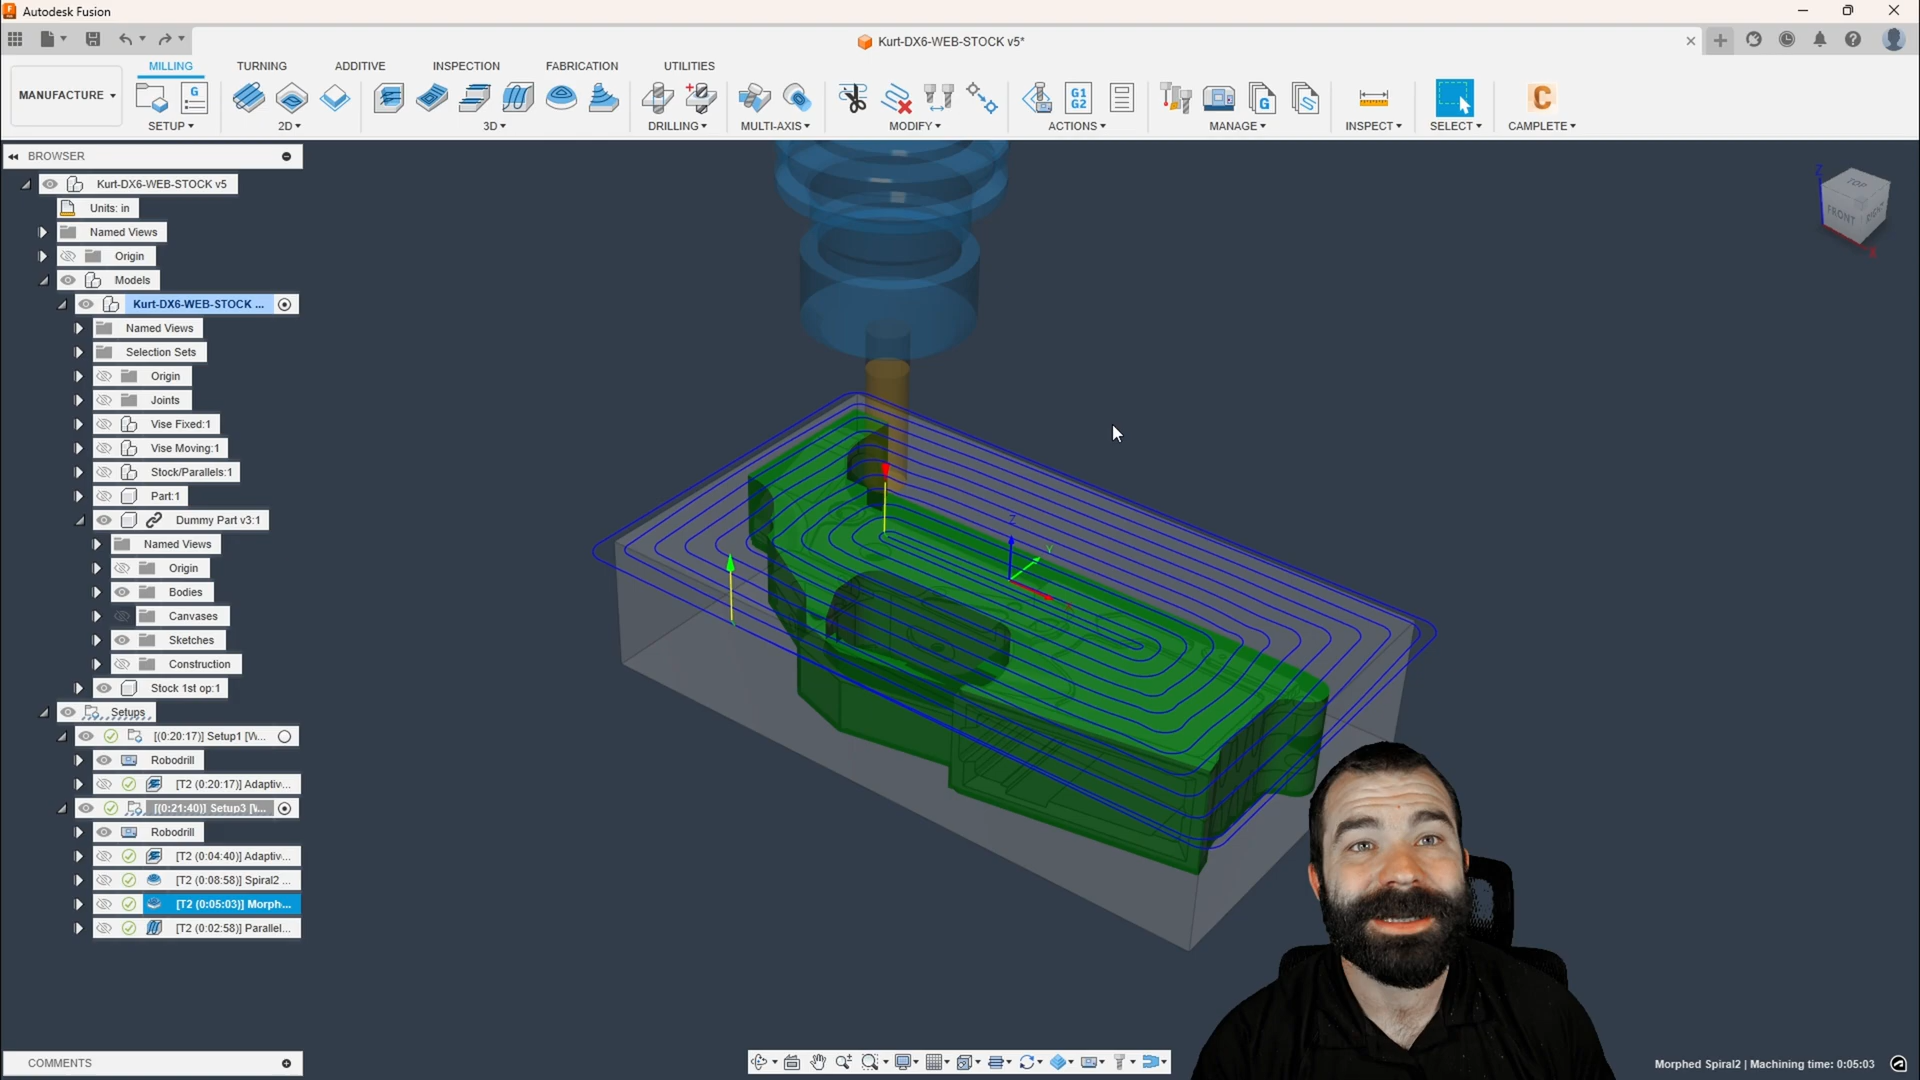 Autodesk Fusion
Kurt-DX6-WEB-STOCK v5*
MANUFACTURE
MILLING
TURNING
ADDITIVE
INSPECTION
FABRICATION
UTILITIES
G
G1
G2
G
C
SETUP
2D
3D
DRILLING
MULTI-AXIS
MODIFY
ACTIONS
MANAGE
INSPECT
SELECT
CAMPLETE
BROWSER
Kurt-DX6-WEB-STOCK v5
Units: in
Named Views
Origin
Models
Kurt-DX6-WEB-STOCK ...
Named Views
Selection Sets
Origin
Joints
Vise Fixed:1
Vise Moving:1
Stock/Parallels:1
Part:1
Dummy Part v3:1
Named Views
Origin
Bodies
Canvases
Sketches
Construction
Stock 1st op:1
Setups
[(0:20:17)] Setup1 [W...
Robodrill
[T2 (0:20:17)] Adaptiv...
[(0:21:40)] Setup3 [W...
Robodrill
[T2 (0:04:40)] Adaptiv...
[T2 (0:08:58)] Spiral2 ...
[T2 (0:05:03)] Morph...
[T2 (0:02:58)] Parallel...
COMMENTS
Z
TOP
FRONT
RIGHT
X
Z
Y
X
Morphed Spiral2 | Machining time: 0:05:03